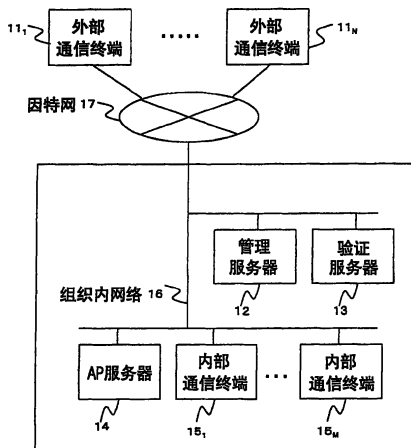 11₁ 外部 通信终端 ····· 外部 通信终端 11ɴ
因特网 17
管理 服务器 验证 服务器
组织内网络 16 12 13
AP服务器 内部 通信终端 ··· 内部 通信终端
14 15₁ 15ᴍ